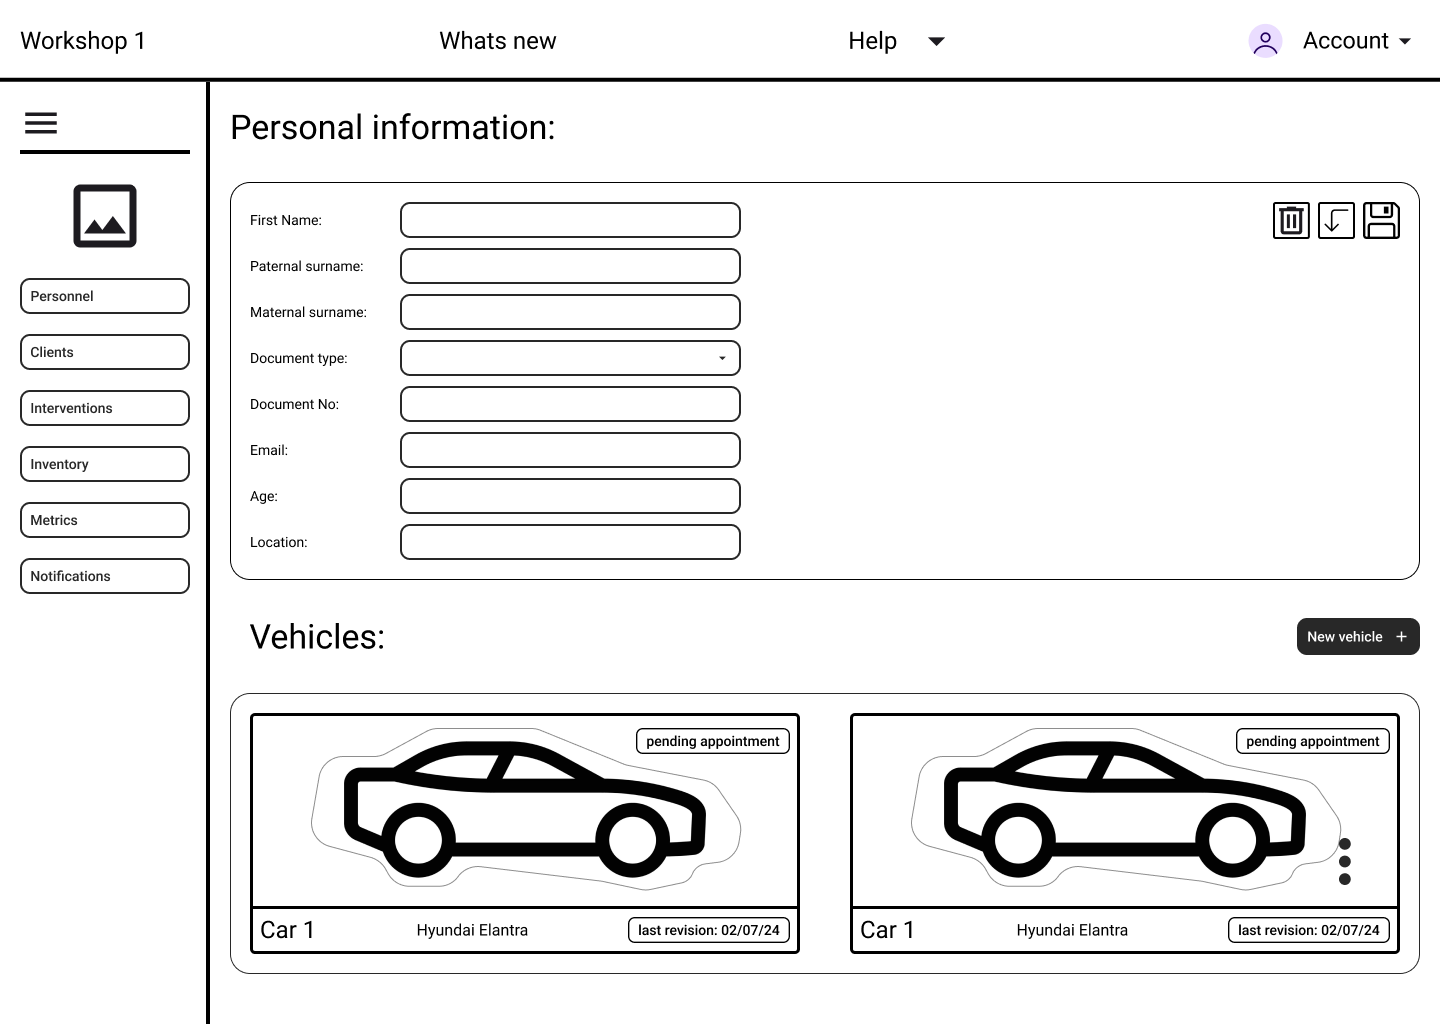 Workshop 1
Whats new
Help
Account
Personal information:
Personnel
Clients
Interventions
Inventory
Metrics
Notifications
First Name:
Paternal surname:
Maternal surname:
Document type:
Document No:
Email:
Age:
Location:
Vehicles:
New vehicle +
pending appointment
Car 1
Hyundai Elantra
last revision: 02/07/24
pending appointment
Car 1
Hyundai Elantra
last revision: 02/07/24